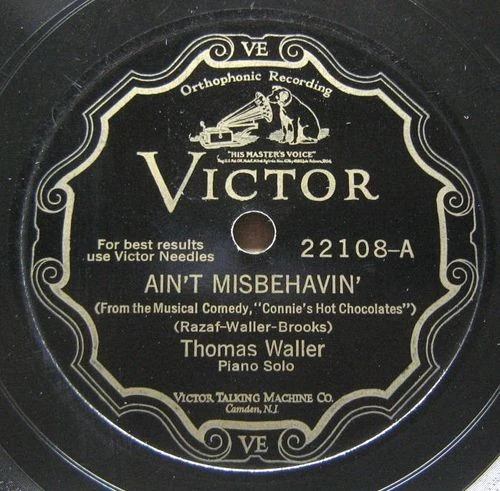 VE
Orthophonic Recording
"HIS MASTER'S VOICE"
VICTOR
For best results
use Victor Needles
22108-A
AIN'T MISBEHAVIN'
(From the Musical Comedy, "Connie's Hot Chocolates")
(Razaf-Waller-Brooks)
Thomas Waller
Piano Solo
VICTOR TALKING MACHINE CO.
Camden, N.J.
VE